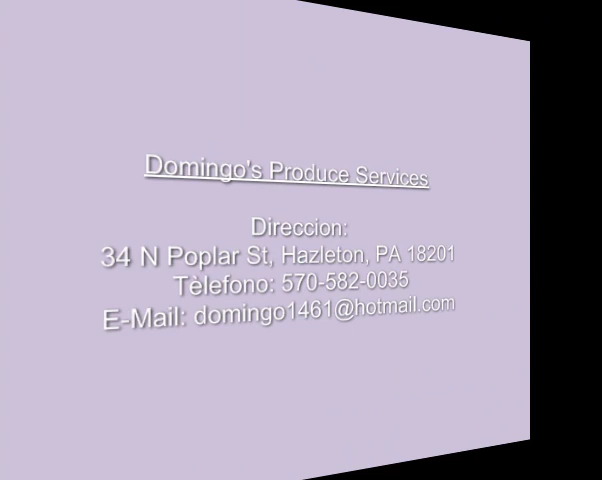 Domingo's Produce Services
Direccion:
34 N Poplar St, Hazleton, PA 18201
Tèlefono: 570-582-0035
E-Mail: domingo1461@hotmail.com